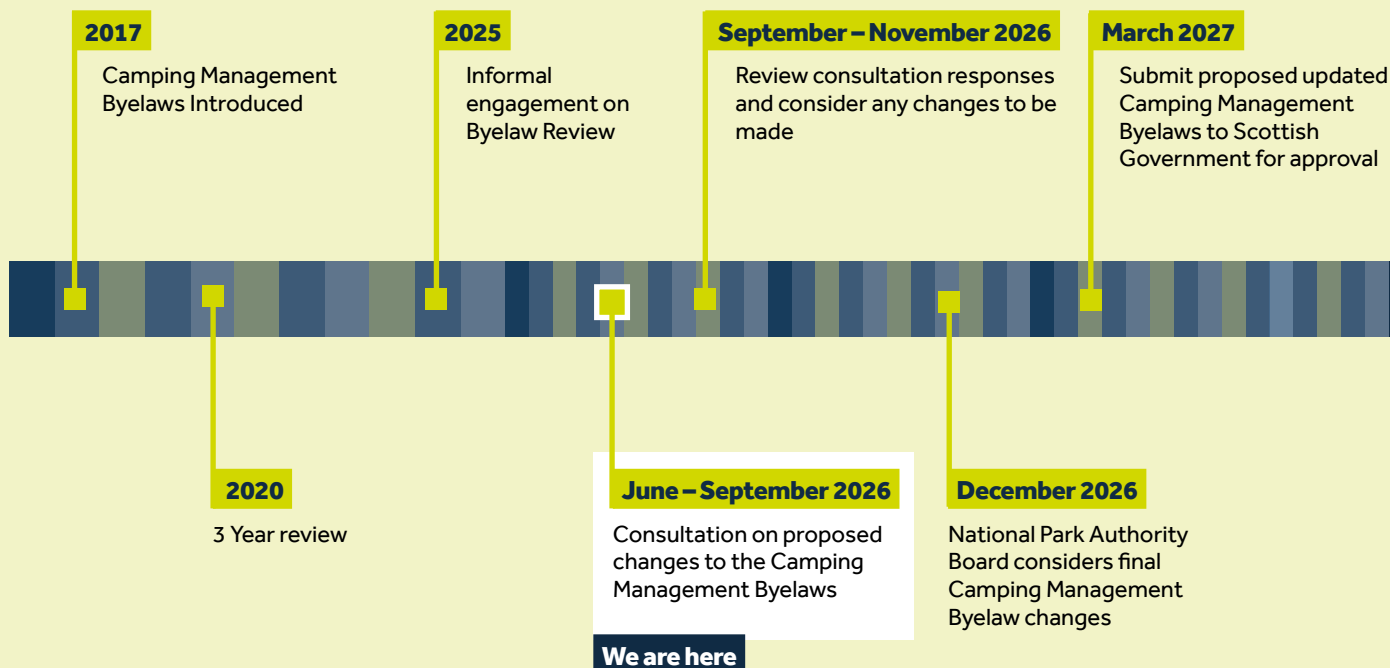 2017
Camping Management
Byelaws Introduced
2025
Informal
engagement on
Byelaw Review
September – November 2026
Review consultation responses
and consider any changes to be
made
March 2027
Submit proposed updated
Camping Management
Byelaws to Scottish
Government for approval
2020
3 Year review
June – September 2026
Consultation on proposed
changes to the Camping
Management Byelaws
We are here
December 2026
National Park Authority
Board considers final
Camping Management
Byelaw changes